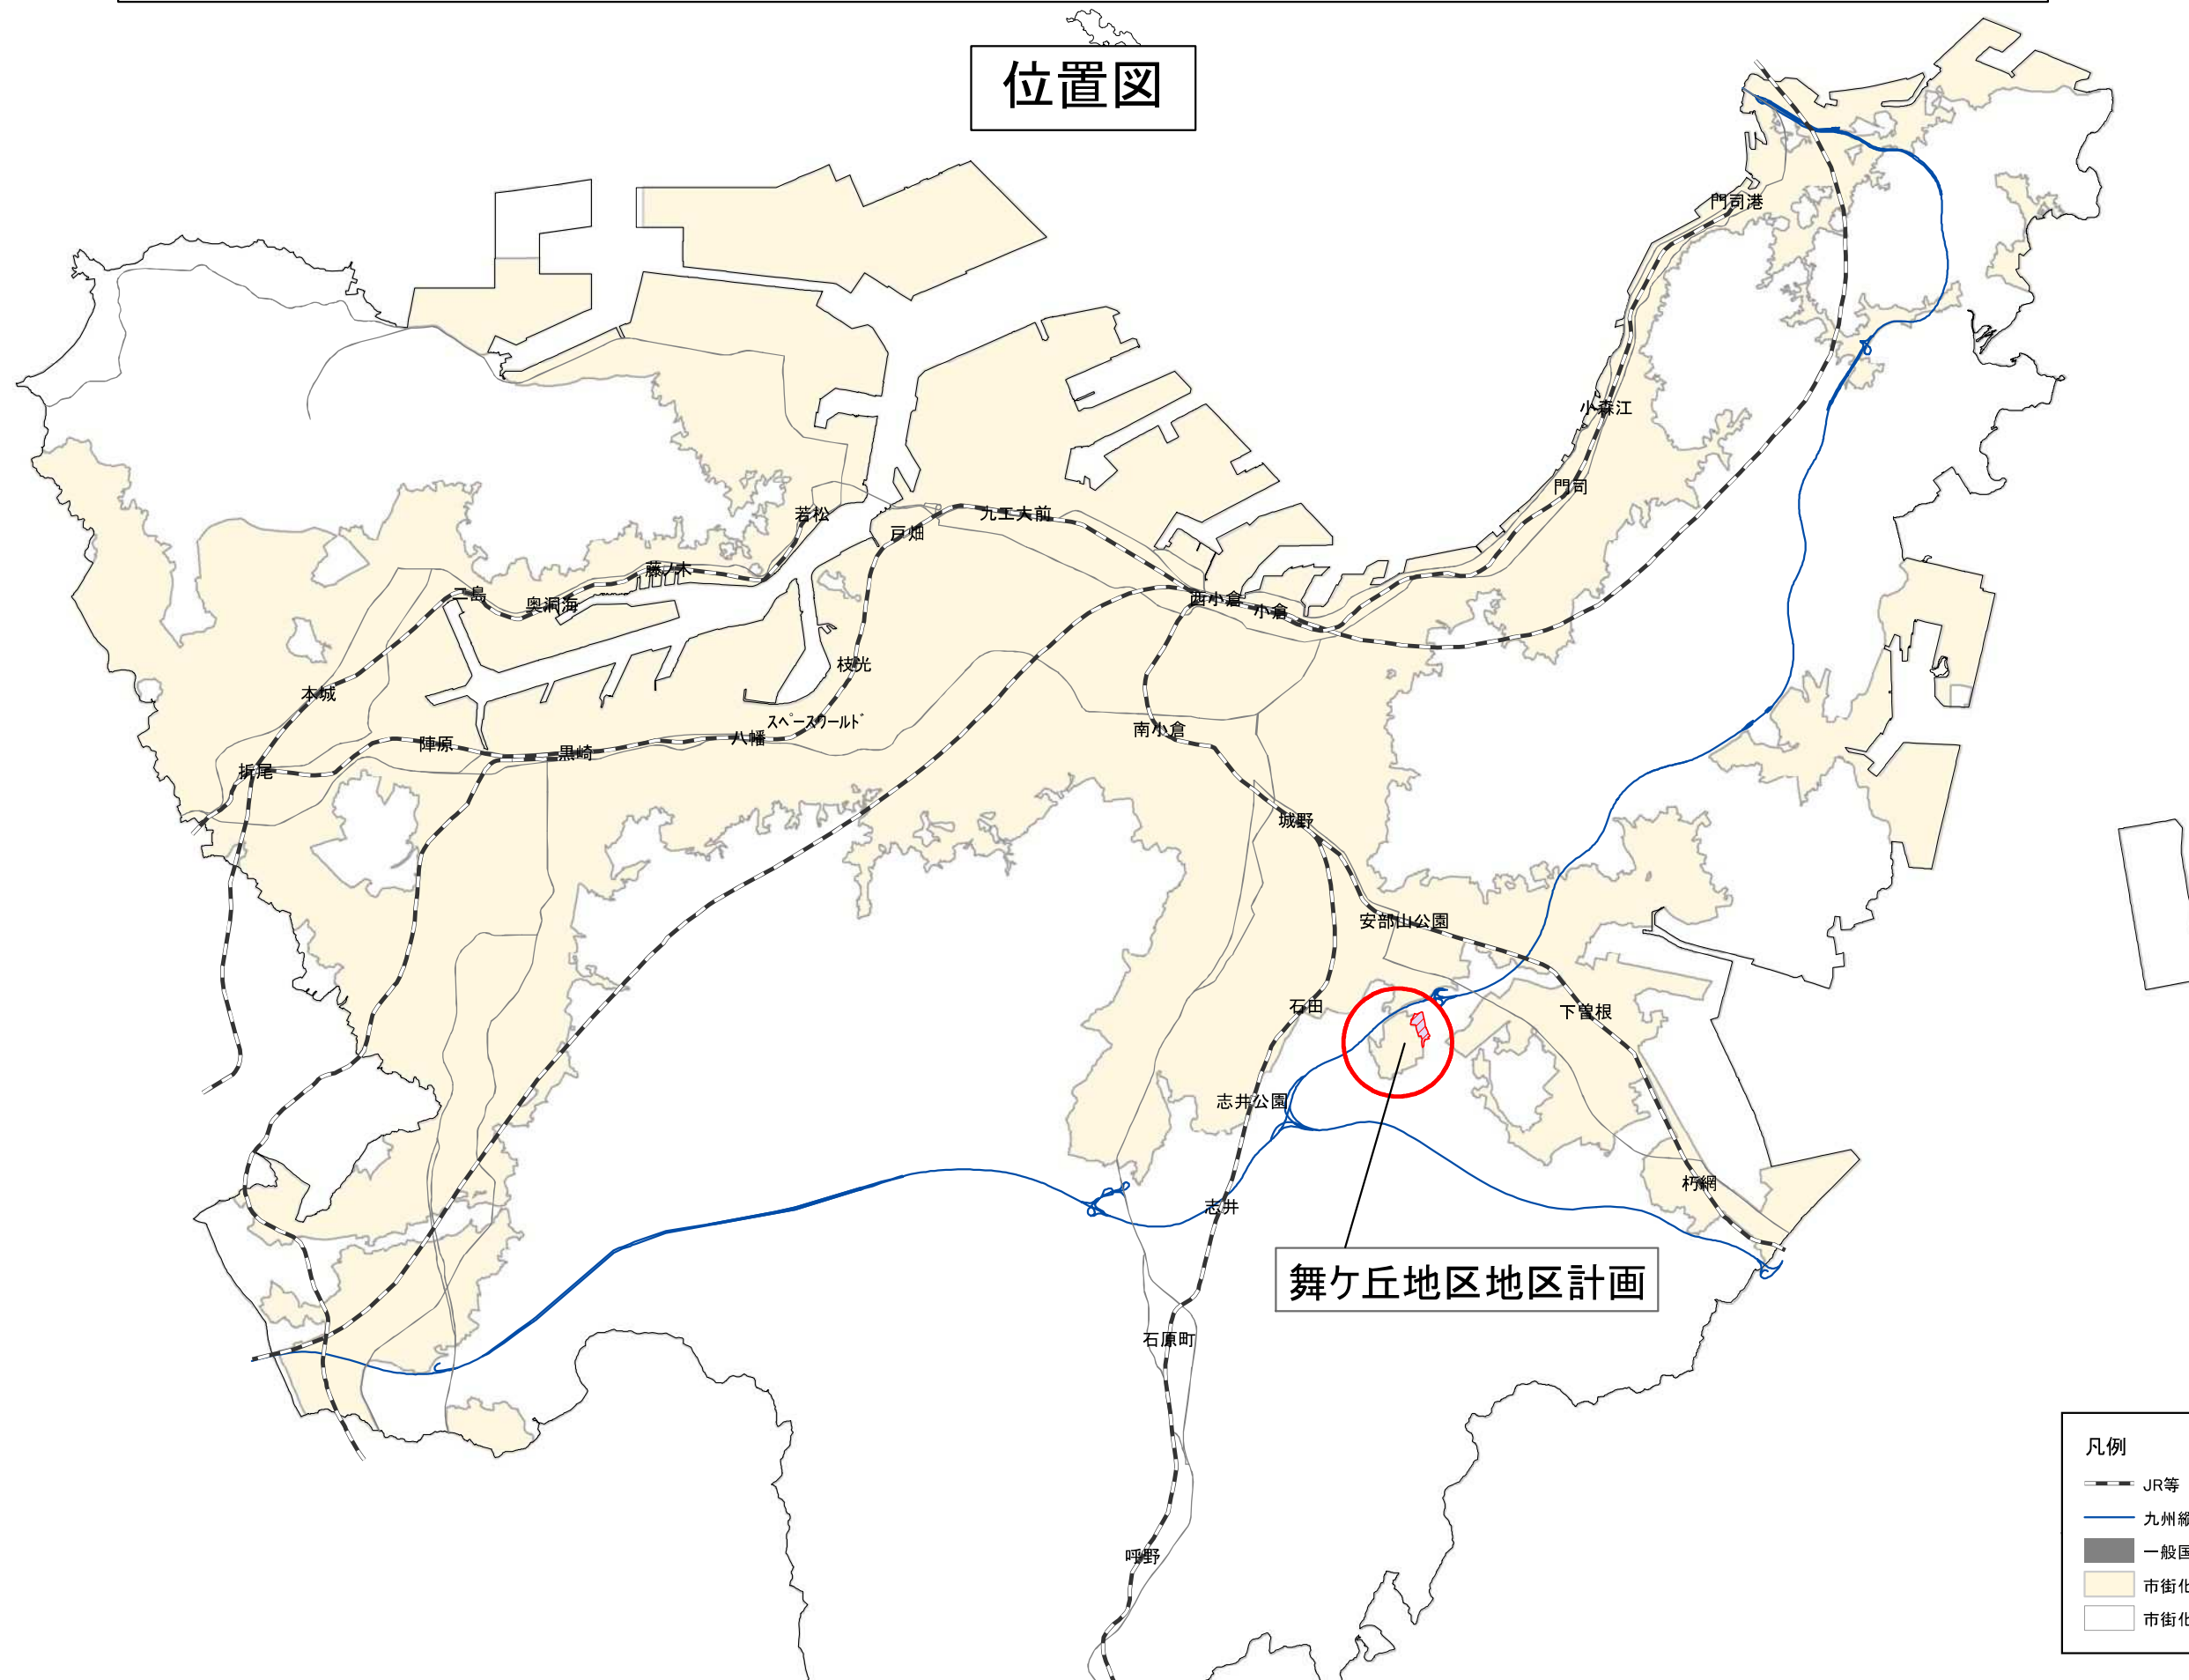 位置図
門司港
小森江
門司
若松
戸畑
九工大前
藤ノ木
二島
奥洞海
西小倉
小倉
枝光
本城
スペースワールド
南小倉
陣原
黒崎
八幡
折尾
城野
安部山公園
石田
下曽根
志井公園
朽網
志井
舞ケ丘地区地区計画
石原町
呼野
凡例
JR等
九州縦
一般国
市街化
市街化